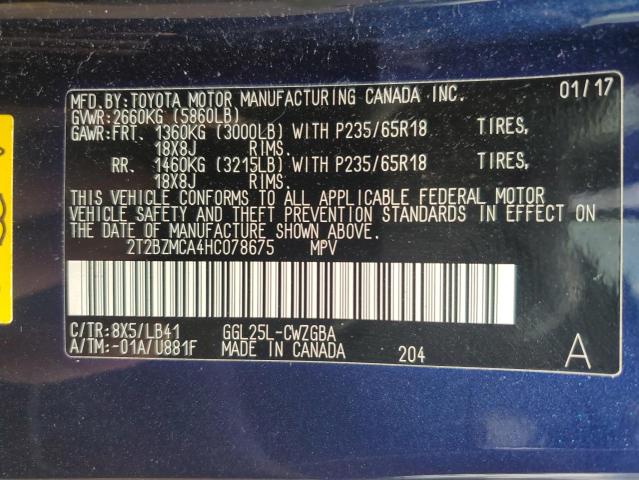 MFD.BY:TOYOTA MOTOR MANUFACTURING CANADA INC. 01/17
GVWR:2660KG (5860LB)
GAWR:FRT. 1360KG (3000LB) WITH P235/65R18 TIRES,
18X8J RIMS.
RR. 1460KG (3215LB) WITH P235/65R18 TIRES,
18X8J RIMS.
THIS VEHICLE CONFORMS TO ALL APPLICABLE FEDERAL MOTOR
VEHICLE SAFETY AND THEFT PREVENTION STANDARDS IN EFFECT ON
THE DATE OF MANUFACTURE SHOWN ABOVE.
2T2BZMCA4HC078675 MPV
C/TR:8X5/LB41 GGL25L-CWZGBA
A/TM:-01A/U881F MADE IN CANADA 204 A